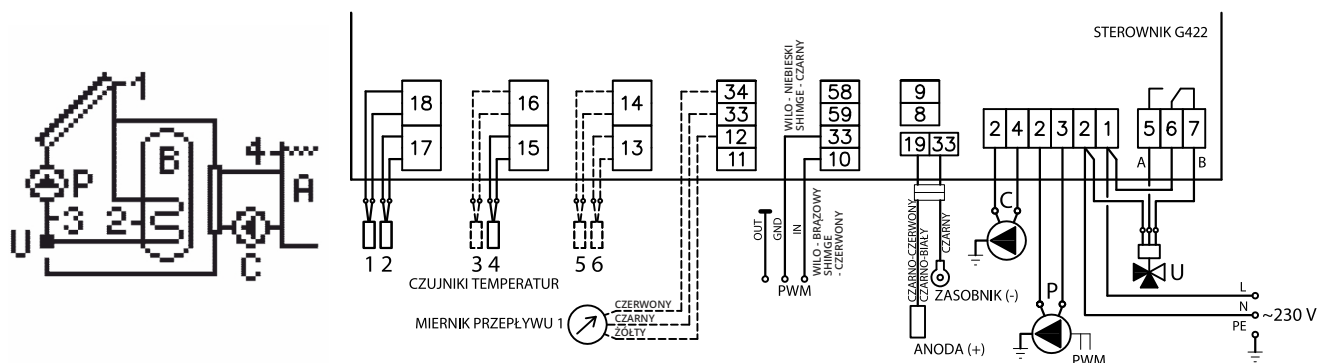 1
B
4
A
P
3
2
U
C
STEROWNIK G422
18
17
16
15
14
13
34
33
12
11
WILO - NIEBIESKI
SHIMGE - CZARNY
58
59
33
10
9
8
19 33
2 4 2 3 2 1
5 6 7
A B
1 2 3 4 5 6
CZUJNIKI TEMPERATUR
MIERNIK PRZEPŁYWU 1
CZERWONY
CZARNY
ŻÓŁTY
OUT
GND
IN
PWM
WILO - BRĄZOWY
SHIMGE
- CZERWONY
CZARNO-CZERWONY
CZARNO-BIAŁY
CZARNY
ZASOBNIK (-)
ANODA (+)
C
P
PWM
U
L
N
PE
~230 V